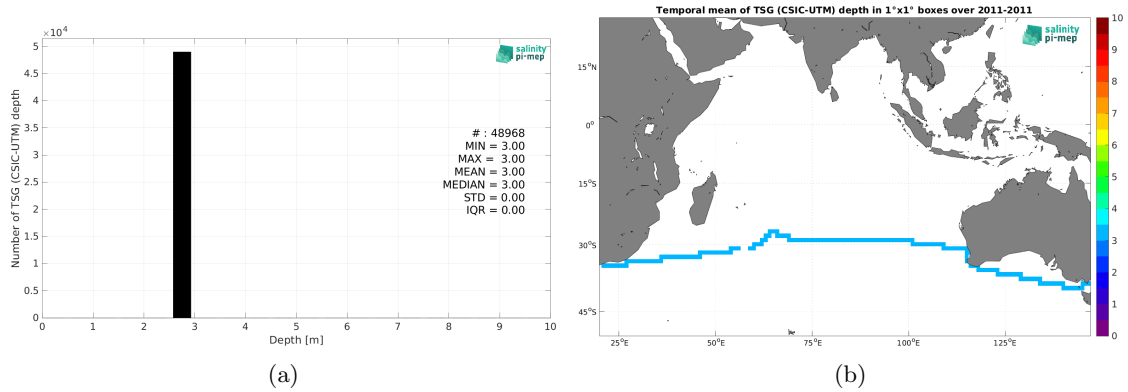 ×10⁴
5
4.5
4
3.5
3
2.5
2
1.5
1
0.5
0
Number of TSG (CSIC-UTM) depth
salinity
pi-mep
# : 48968
MIN = 3.00
MAX = 3.00
MEAN = 3.00
MEDIAN = 3.00
STD = 0.00
IQR = 0.00
0 1 2 3 4 5 6 7 8 9 10
Depth [m]
(a)
Temporal mean of TSG (CSIC-UTM) depth in 1°x1° boxes over 2011-2011
salinity
pi-mep
15°N
0°
15°S
30°S
45°S
25°E 50°E 75°E 100°E 125°E
10
9
8
7
6
5
4
3
2
1
0
(b)